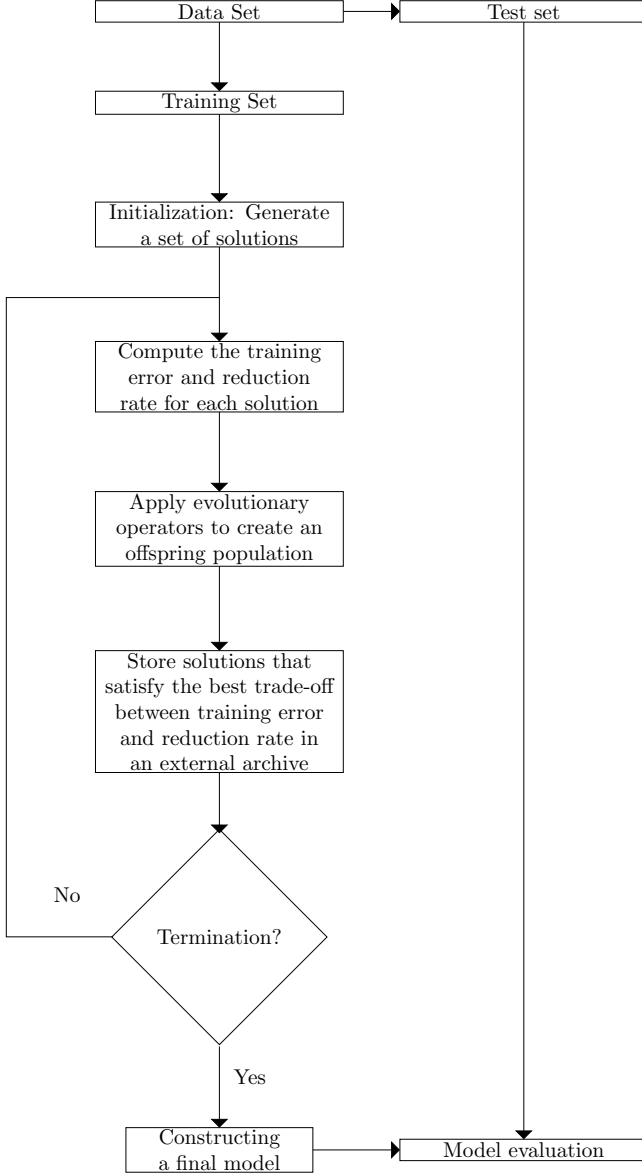 Data Set
Test set
Training Set
Initialization: Generate
a set of solutions
Compute the training
error and reduction
rate for each solution
Apply evolutionary
operators to create an
offspring population
Store solutions that
satisfy the best trade-off
between training error
and reduction rate in
an external archive
No
Termination?
Yes
Constructing
a final model
Model evaluation